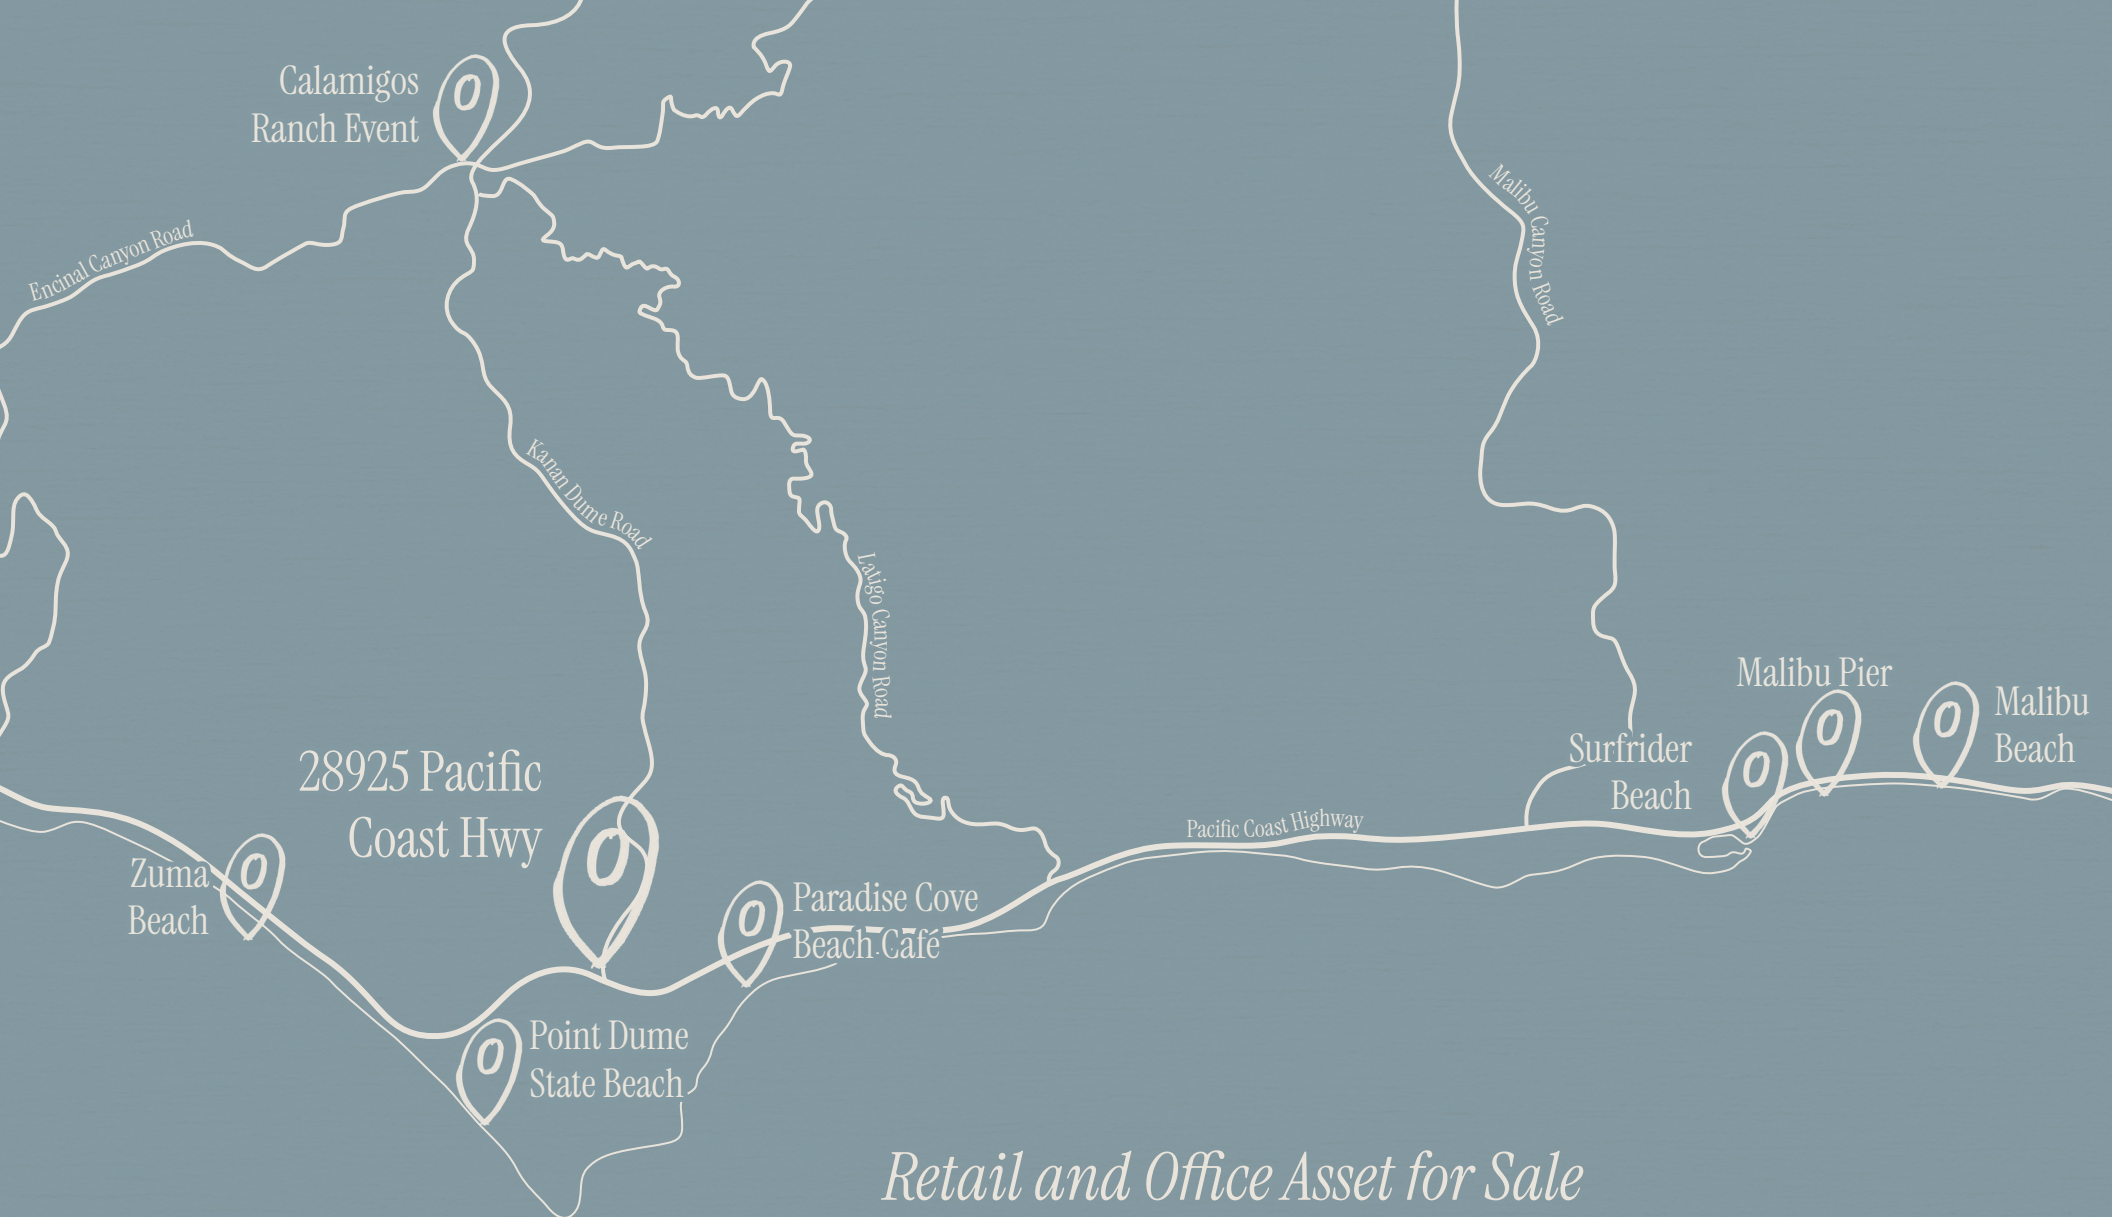 Calamigos
Ranch Event
Encinal Canyon Road
Malibu Canyon Road
Kanan Dume Road
Latigo Canyon Road
Malibu Pier
Malibu
Beach
Surfrider
Beach
28925 Pacific
Coast Hwy
Pacific Coast Highway
Zuma
Beach
Paradise Cove
Beach Café
Point Dume
State Beach
Retail and Office Asset for Sale